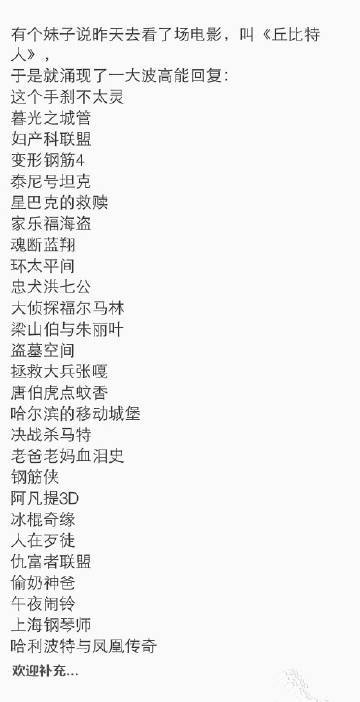 有个妹子说昨天去看了场电影，叫《丘比特
人》，
于是就涌现了一大波高能回复：
这个手刹不太灵
暮光之城管
妇产科联盟
变形钢筋4
泰尼号坦克
星巴克的救赎
家乐福海盗
魂断蓝翔
环太平间
忠犬洪七公
大侦探福尔马林
梁山伯与朱丽叶
盗墓空间
拯救大兵张嘎
唐伯虎点蚊香
哈尔滨的移动城堡
决战杀马特
老爸老妈血泪史
钢筋侠
阿凡提3D
冰棍奇缘
人在歹徒
仇富者联盟
偷奶神爸
午夜闹铃
上海钢琴师
哈利波特与凤凰传奇
欢迎补充...